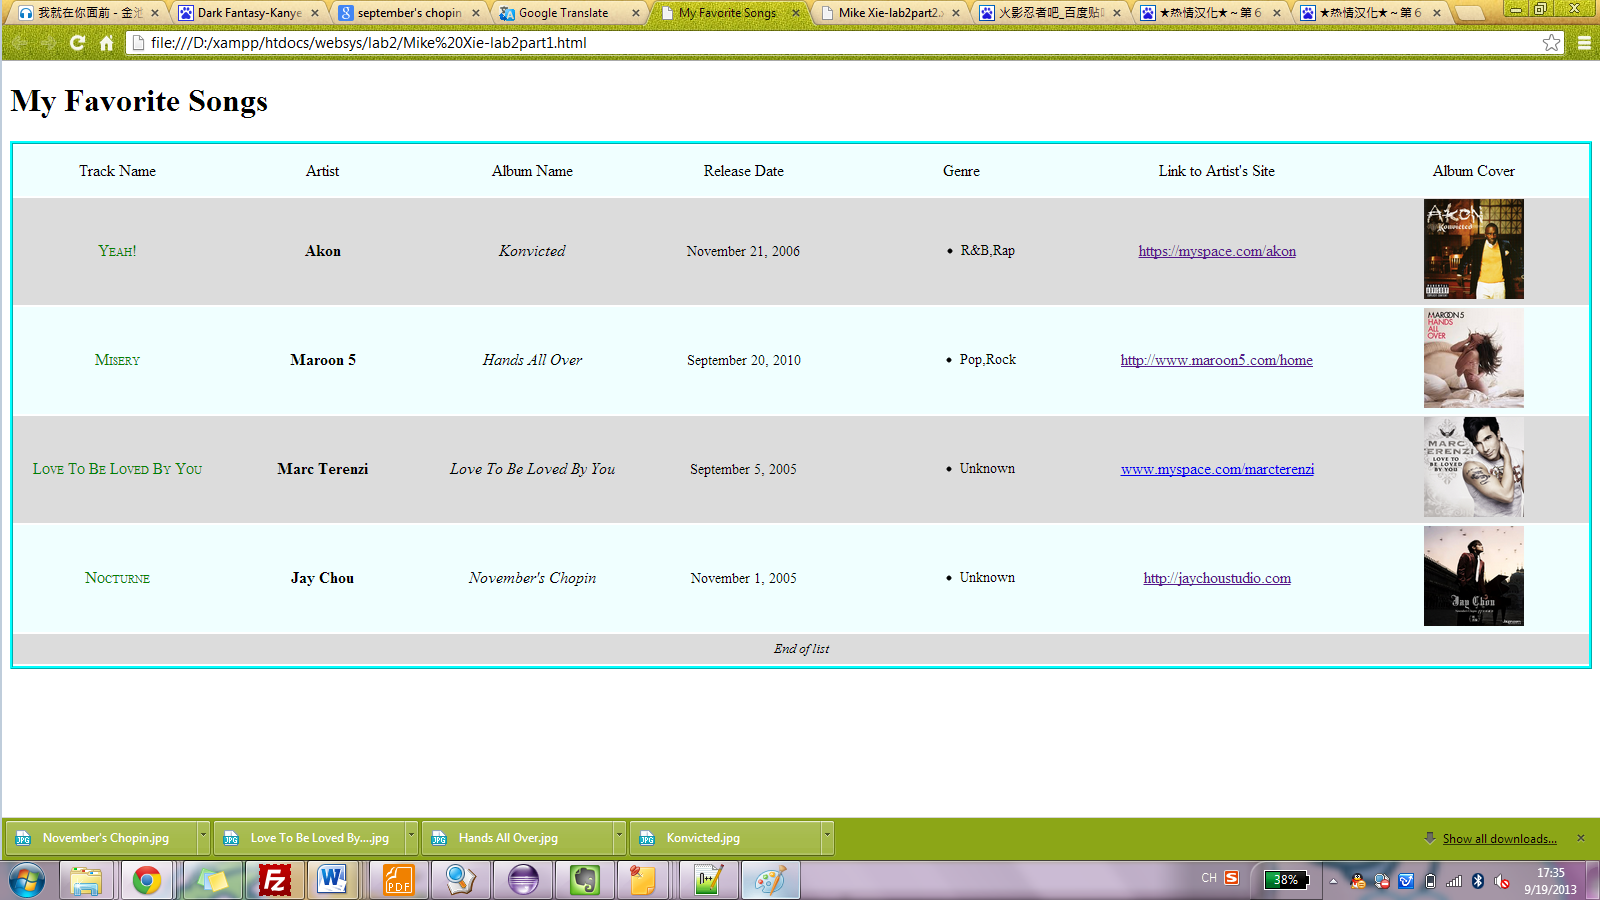 我就在你面前 - 金池
Dark Fantasy-Kanye
september's chopin
Google Translate
My Favorite Songs
Mike Xie-lab2part2.x
火影忍者吧_百度贴吧
★热情汉化★～第６
★热情汉化★～第６
file:///D:/xampp/htdocs/websys/lab2/Mike%20Xie-lab2part1.html
My Favorite Songs
Track Name Artist Album Name Release Date Genre Link to Artist's Site Album Cover
Yeah! Akon Konvicted November 21, 2006 • R&B,Rap https://myspace.com/akon
AKON
Konvicted
Misery Maroon 5 Hands All Over September 20, 2010 • Pop,Rock http://www.maroon5.com/home
MAROON 5
HANDS
ALL
OVER
Love To Be Loved By You Marc Terenzi Love To Be Loved By You September 5, 2005 • Unknown www.myspace.com/marcterenzi
MARC
TERENZI
LOVE TO
BE LOVED
BY YOU
Nocturne Jay Chou November's Chopin November 1, 2005 • Unknown http://jaychoustudio.com
Jay Chou
End of list
November's Chopin.jpg
Love To Be Loved By....jpg
Hands All Over.jpg
Konvicted.jpg
Show all downloads...
CH
38%
17:35
9/19/2013